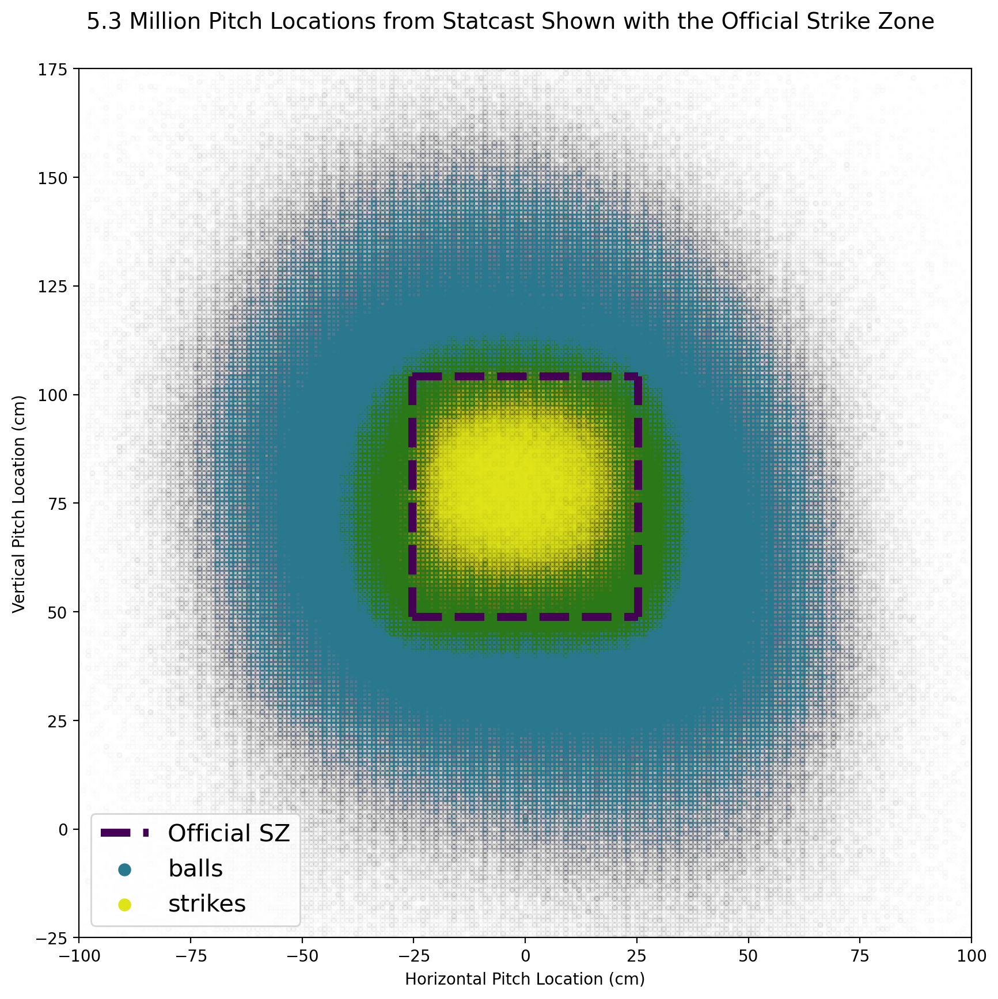 5.3 Million Pitch Locations from Statcast Shown with the Official Strike Zone
175
150
125
100
75
50
25
0
−25
Vertical Pitch Location (cm)
Official SZ
balls
strikes
−100 −75 −50 −25 0 25 50 75 100
Horizontal Pitch Location (cm)